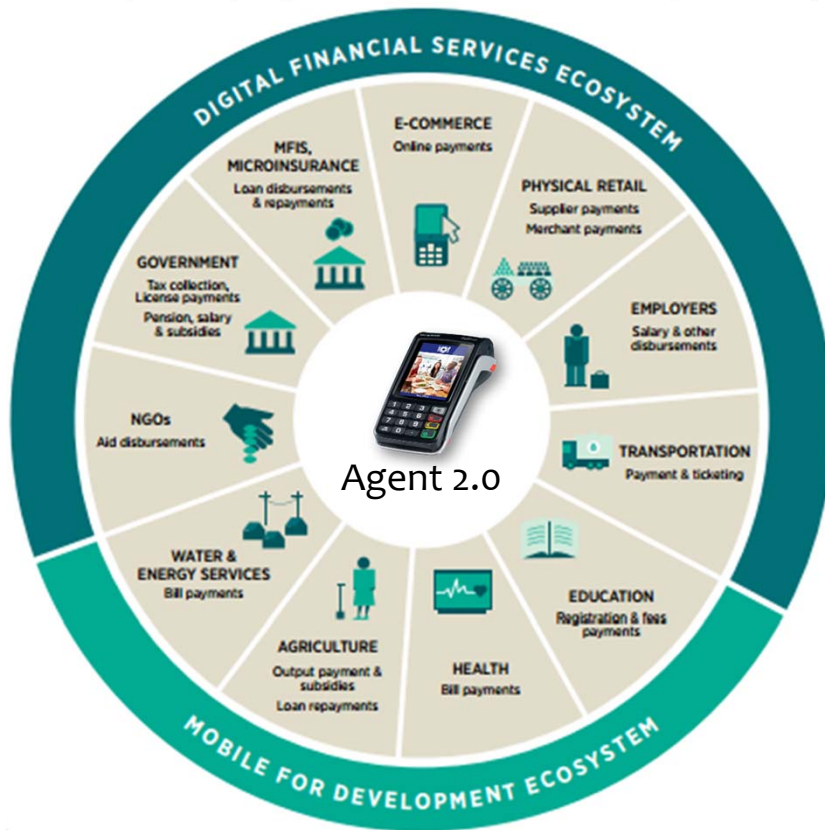 DIGITAL FINANCIAL SERVICES ECOSYSTEM
E-COMMERCE
Online payments
PHYSICAL RETAIL
Supplier payments
Merchant payments
EMPLOYERS
Salary & other
disbursements
TRANSPORTATION
Payment & ticketing
EDUCATION
Registration & fees
payments
HEALTH
Bill payments
AGRICULTURE
Output payment &
subsidies
Loan repayments
WATER &
ENERGY SERVICES
Bill payments
NGOs
Aid disbursements
GOVERNMENT
Tax collection,
License payments
Pension, salary
& subsidies
MFIS,
MICROINSURANCE
Loan disbursements
& repayments
Agent 2.0
MOBILE FOR DEVELOPMENT ECOSYSTEM